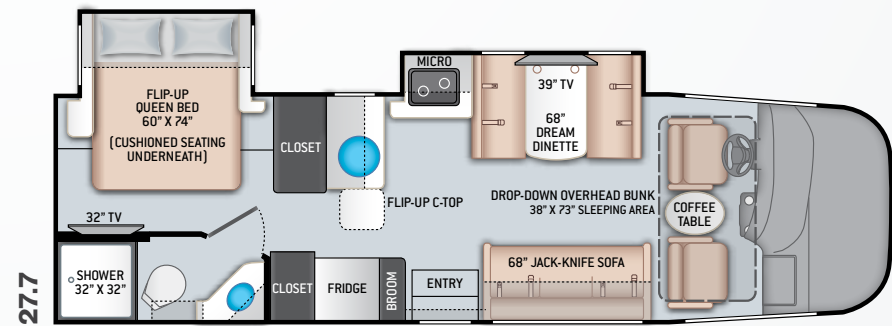 MICRO
FLIP-UP
QUEEN BED
60” X 74”
(CUSHIONED SEATING
UNDERNEATH)
CLOSET
39” TV
68”
DREAM
DINETTE
FLIP-UP C-TOP
DROP-DOWN OVERHEAD BUNK
38” X 73” SLEEPING AREA
COFFEE
TABLE
32” TV
SHOWER
32” X 32”
CLOSET
FRIDGE
BROOM
ENTRY
68” JACK-KNIFE SOFA
27.7